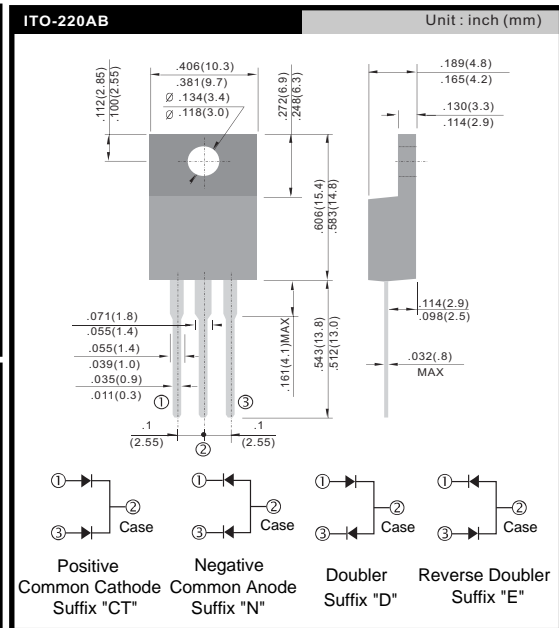 ITO-220AB
Unit : inch (mm)
.406(10.3)
.381(9.7)
Ø .134(3.4)
Ø .118(3.0)
.112(2.85)
.100(2.55)
.272(6.9)
.248(6.3)
.189(4.8)
.165(4.2)
.130(3.3)
.114(2.9)
.606(15.4)
.583(14.8)
.071(1.8)
.055(1.4)
.055(1.4)
.039(1.0)
.035(0.9)
.011(0.3)
.161(4.1)MAX
.543(13.8)
.512(13.0)
.114(2.9)
.098(2.5)
.032(.8)
MAX
①
③
.1
(2.55)
②
.1
(2.55)
①
②
③
Case
Positive
Common Cathode
Suffix "CT"
①
②
③
Case
Negative
Common Anode
Suffix "N"
①
②
③
Case
Doubler
Suffix "D"
①
②
③
Case
Reverse Doubler
Suffix "E"